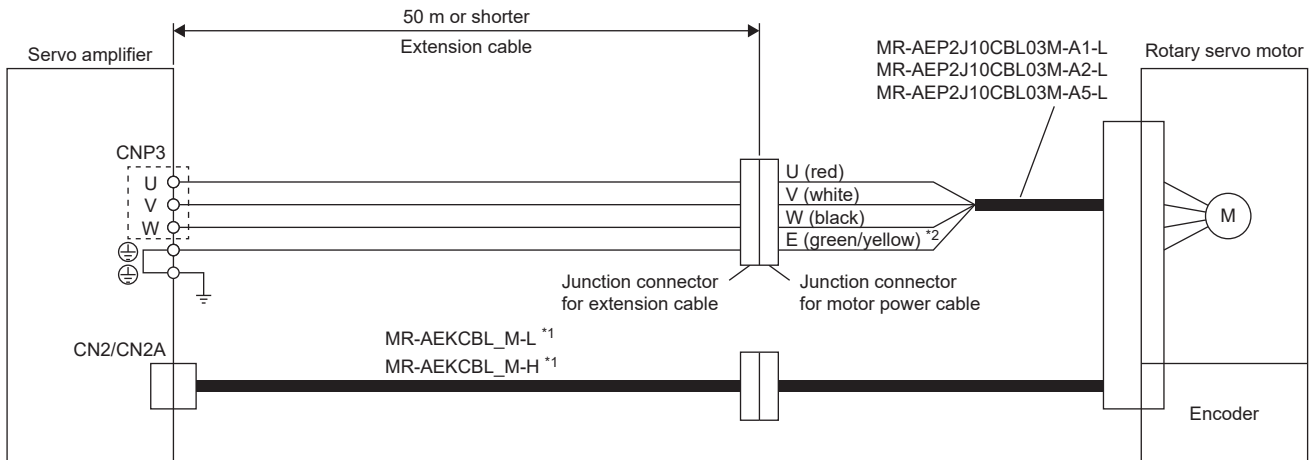 50 m or shorter
Extension cable
Servo amplifier
MR-AEP2J10CBL03M-A1-L
MR-AEP2J10CBL03M-A2-L
MR-AEP2J10CBL03M-A5-L
Rotary servo motor
CNP3
U
V
W
U (red)
V (white)
W (black)
E (green/yellow) *2
M
Junction connector
for extension cable
Junction connector
for motor power cable
CN2/CN2A
MR-AEKCBL_M-L *1
MR-AEKCBL_M-H *1
Encoder